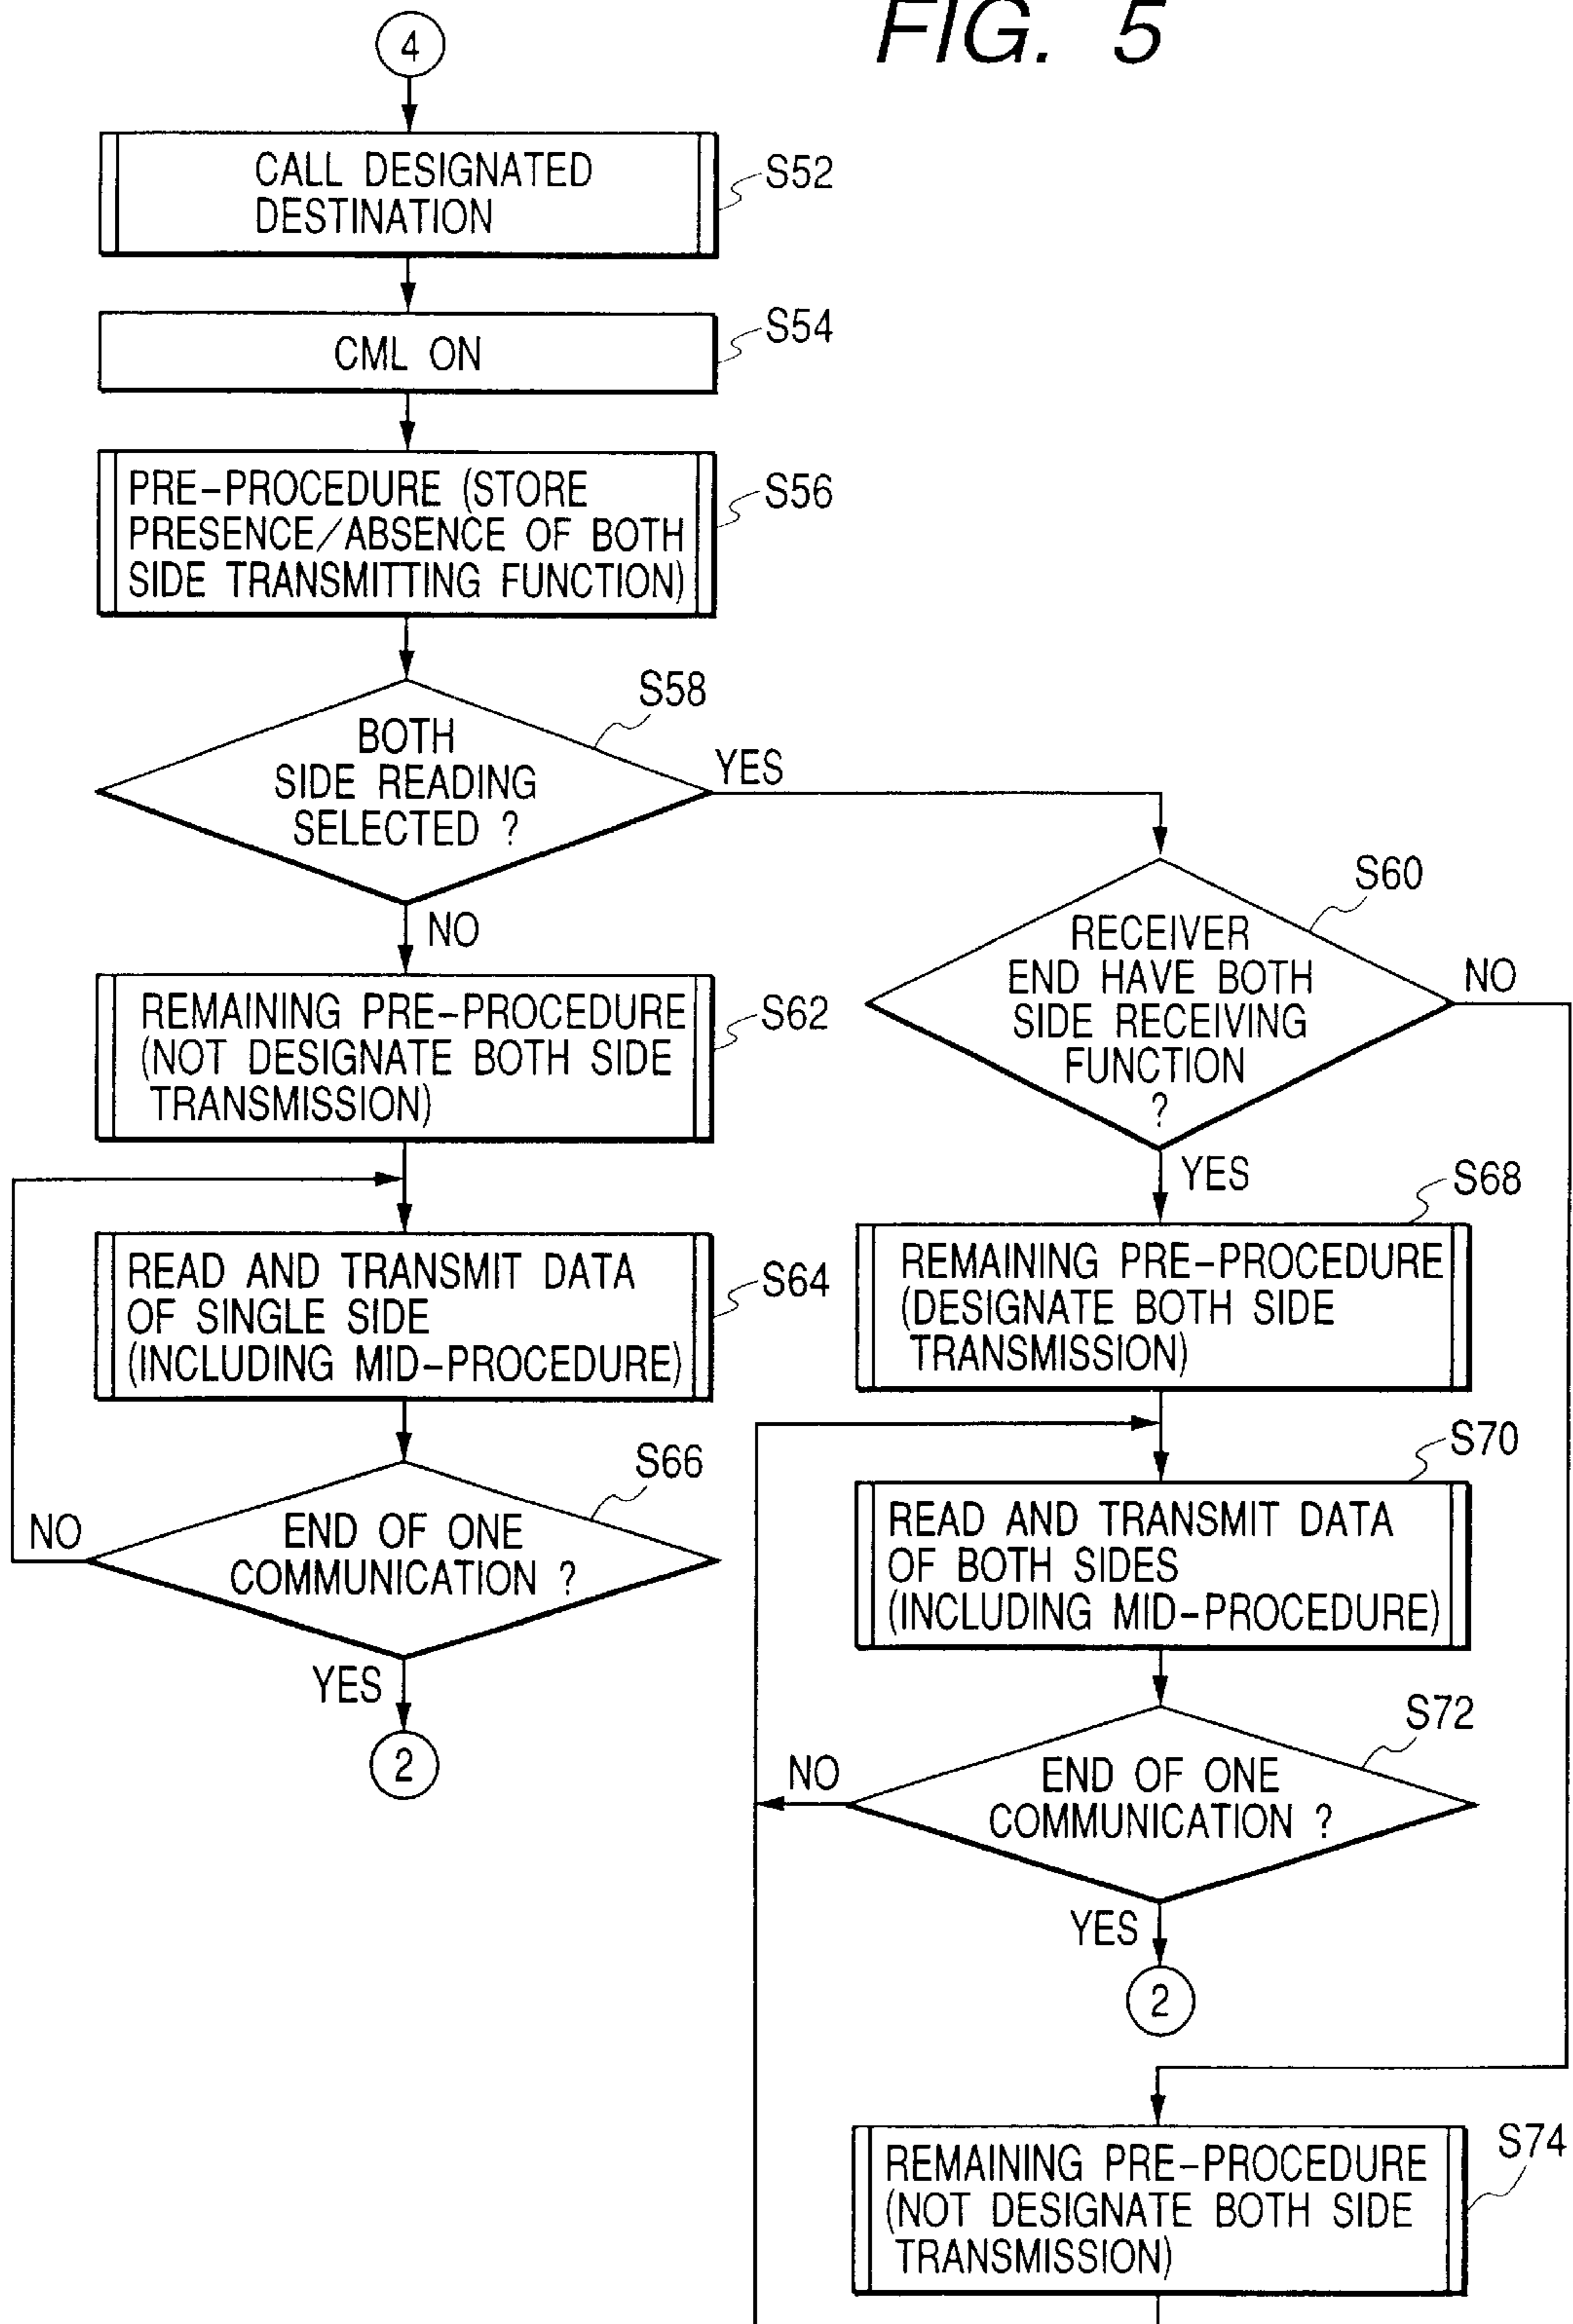 FIG. 5
4
CALL DESIGNATED
DESTINATION
S52
CML ON
S54
PRE-PROCEDURE (STORE
PRESENCE/ABSENCE OF BOTH
SIDE TRANSMITTING FUNCTION)
S56
S58
BOTH
SIDE READING
SELECTED ?
YES
NO
S60
RECEIVER
END HAVE BOTH
SIDE RECEIVING
FUNCTION
?
NO
YES
REMAINING PRE-PROCEDURE
(NOT DESIGNATE BOTH SIDE
TRANSMISSION)
S62
READ AND TRANSMIT DATA
OF SINGLE SIDE
(INCLUDING MID-PROCEDURE)
S64
S66
END OF ONE
COMMUNICATION ?
NO
YES
2
S68
REMAINING PRE-PROCEDURE
(DESIGNATE BOTH SIDE
TRANSMISSION)
S70
READ AND TRANSMIT DATA
OF BOTH SIDES
(INCLUDING MID-PROCEDURE)
S72
END OF ONE
COMMUNICATION ?
NO
YES
2
S74
REMAINING PRE-PROCEDURE
(NOT DESIGNATE BOTH SIDE
TRANSMISSION)